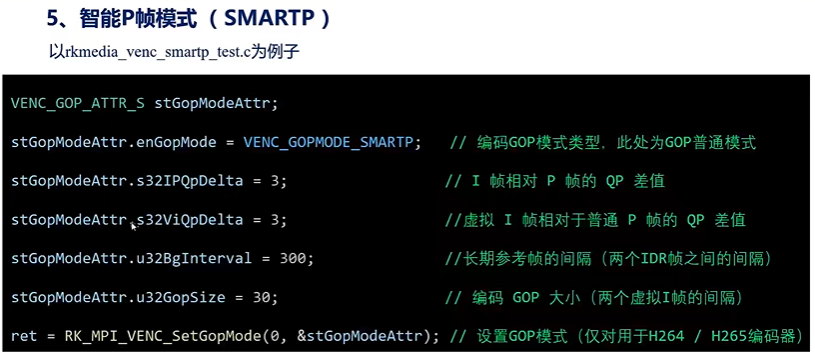 5、智能P帧模式 （ SMARTP ）
以rkmedia_venc_smartp_test.c为例子
VENC_GOP_ATTR_S stGopModeAttr;
stGopModeAttr.enGopMode = VENC_GOPMODE_SMARTP; // 编码GOP模式类型，此处为GOP普通模式
stGopModeAttr.s32IPQpDelta = 3; // I 帧相对 P 帧的 QP 差值
stGopModeAttr.s32ViQpDelta = 3; //虚拟 I 帧相对于普通 P 帧的 QP 差值
stGopModeAttr.u32BgInterval = 300; //长期参考帧的间隔（两个IDR帧之间的间隔）
stGopModeAttr.u32GopSize = 30; // 编码 GOP 大小（两个虚拟I帧的间隔）
ret = RK_MPI_VENC_SetGopMode(0, &stGopModeAttr); // 设置GOP模式（仅对用于H264 / H265编码器）